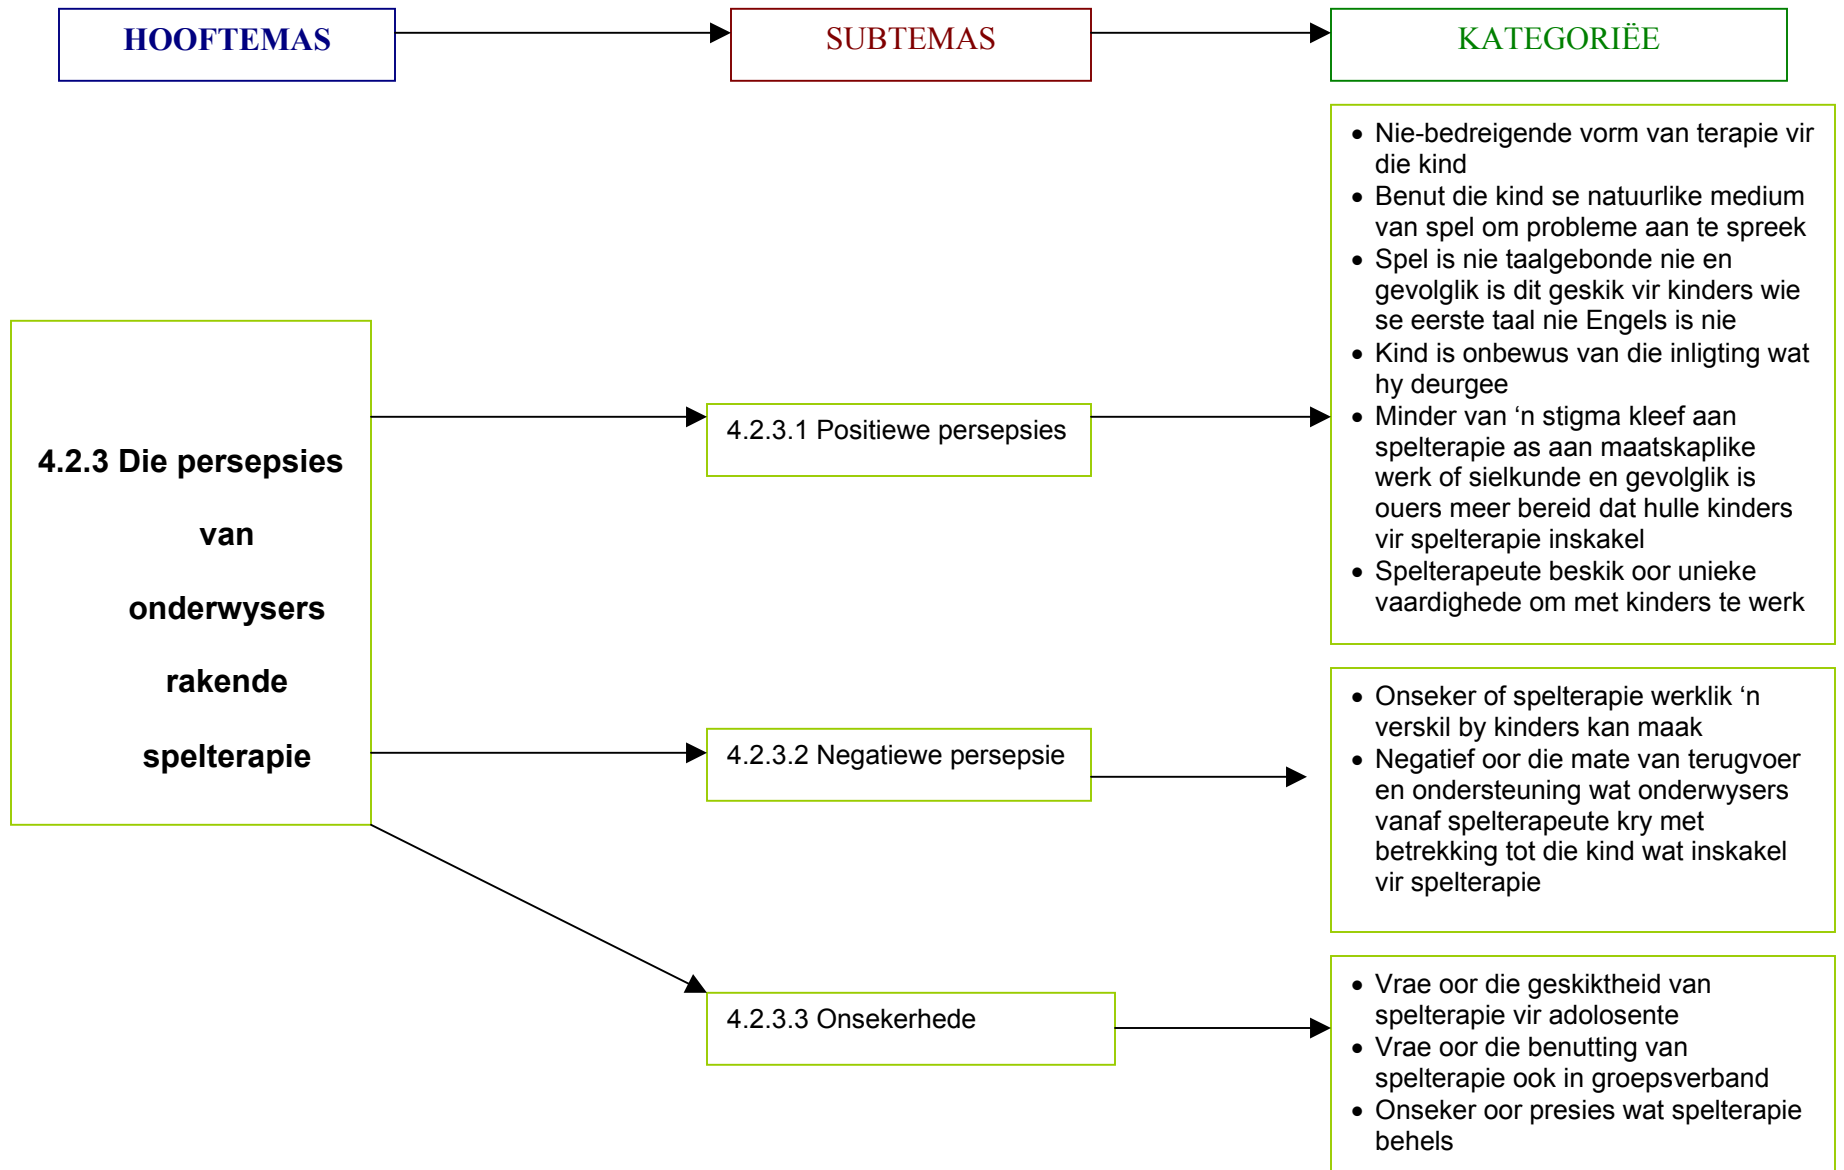 HOOFTEMAS
SUBTEMAS
KATEGORIËE
4.2.3 Die persepsies
van
onderwysers
rakende
spelterapie
4.2.3.1 Positiewe persepsies
• Nie-bedreigende vorm van terapie vir
die kind
• Benut die kind se natuurlike medium
van spel om probleme aan te spreek
• Spel is nie taalgebonde nie en
gevolglik is dit geskik vir kinders wie
se eerste taal nie Engels is nie
• Kind is onbewus van die inligting wat
hy deurgee
• Minder van ‘n stigma kleef aan
spelterapie as aan maatskaplike
werk of sielkunde en gevolglik is
ouers meer bereid dat hulle kinders
vir spelterapie inskakel
• Spelterapeute beskik oor unieke
vaardighede om met kinders te werk
4.2.3.2 Negatiewe persepsie
• Onseker of spelterapie werklik ‘n
verskil by kinders kan maak
• Negatief oor die mate van terugvoer
en ondersteuning wat onderwysers
vanaf spelterapeute kry met
betrekking tot die kind wat inskakel
vir spelterapie
4.2.3.3 Onsekerhede
• Vrae oor die geskiktheid van
spelterapie vir adolosente
• Vrae oor die benutting van
spelterapie ook in groepsverband
• Onseker oor presies wat spelterapie
behels